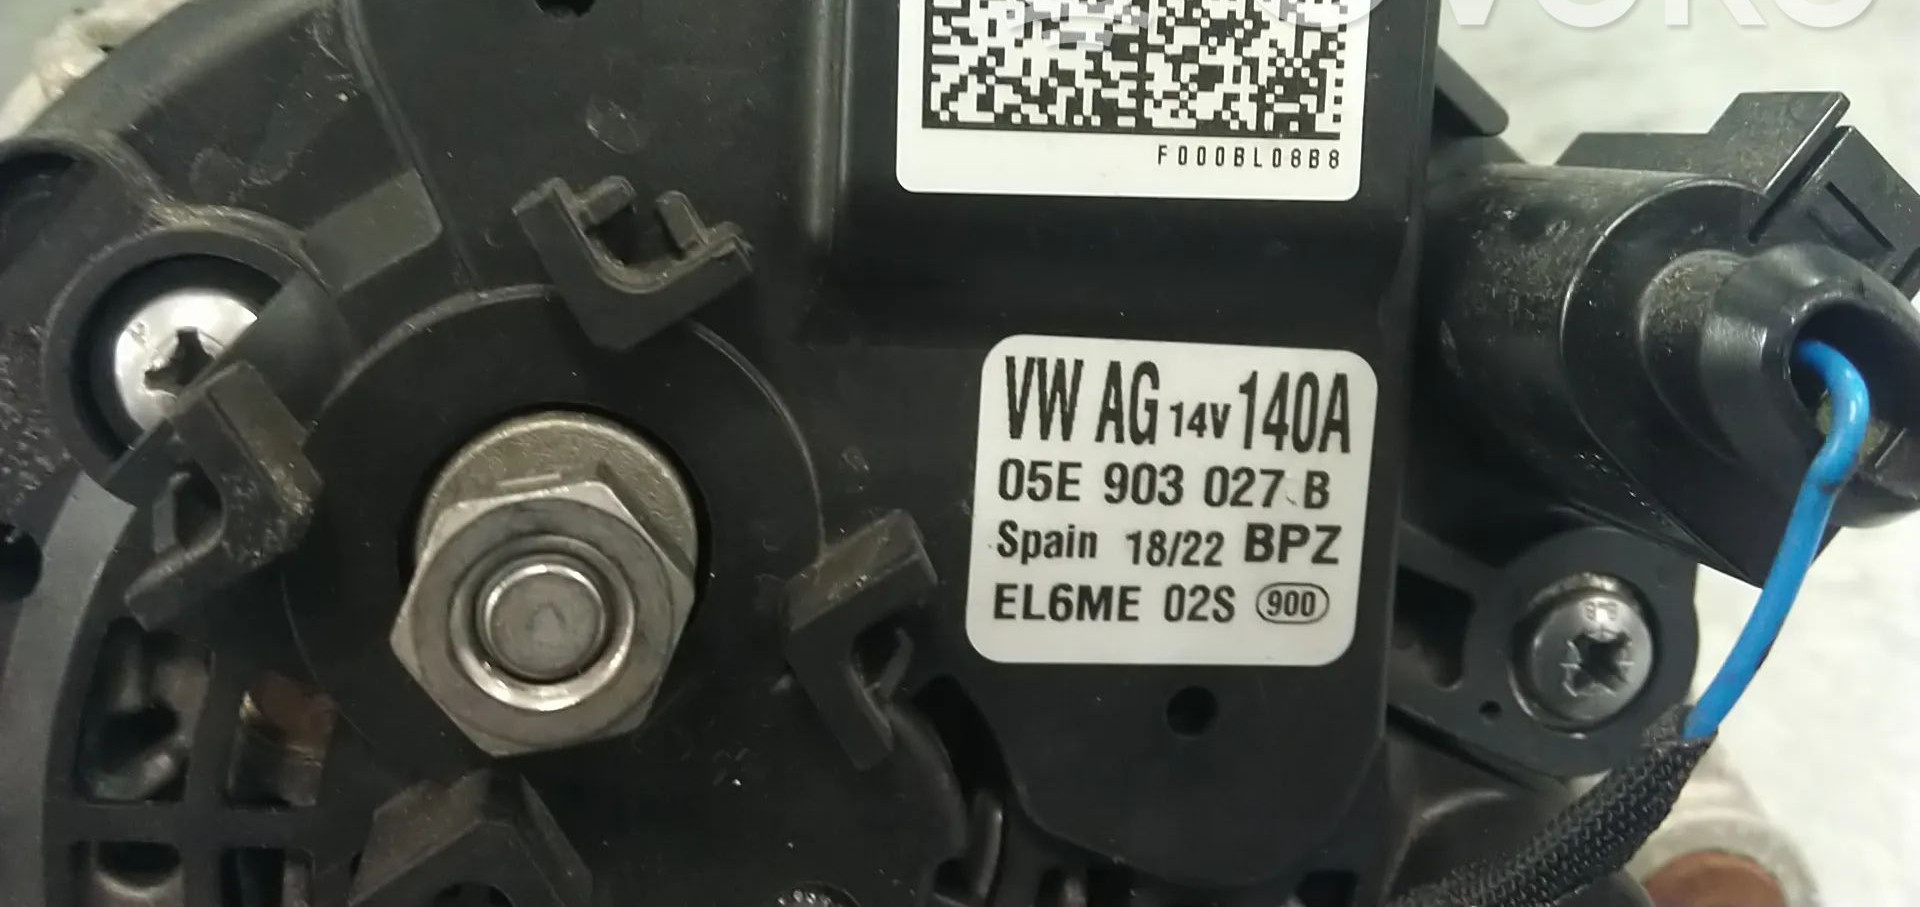 F000BL08B8
VW AG 14V 140A
05E 903 027 B
Spain 18/22 BPZ
EL6ME 02S 900